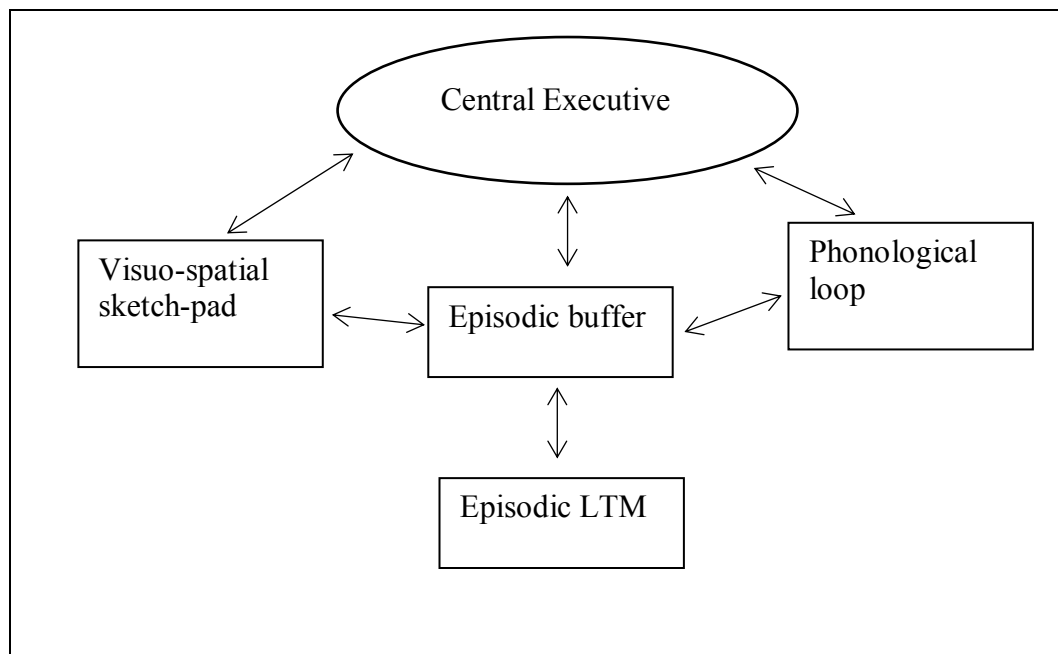 Central Executive
Visuo-spatial
sketch-pad
Phonological
loop
Episodic buffer
Episodic LTM